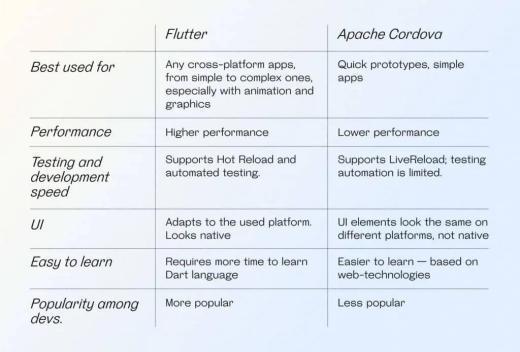 Flutter
Apache Cordova
Best used for
Any cross-platform apps,
from simple to complex ones,
especially with animation and
graphics
Quick prototypes, simple
apps
Performance
Higher performance
Lower performance
Testing and
development
speed
Supports Hot Reload and
automated testing.
Supports LiveReload; testing
automation is limited.
UI
Adapts to the used platform.
Looks native
UI elements look the same on
different platforms, not native
Easy to learn
Requires more time to learn
Dart language
Easier to learn — based on
web-technologies
Popularity among
devs.
More popular
Less popular